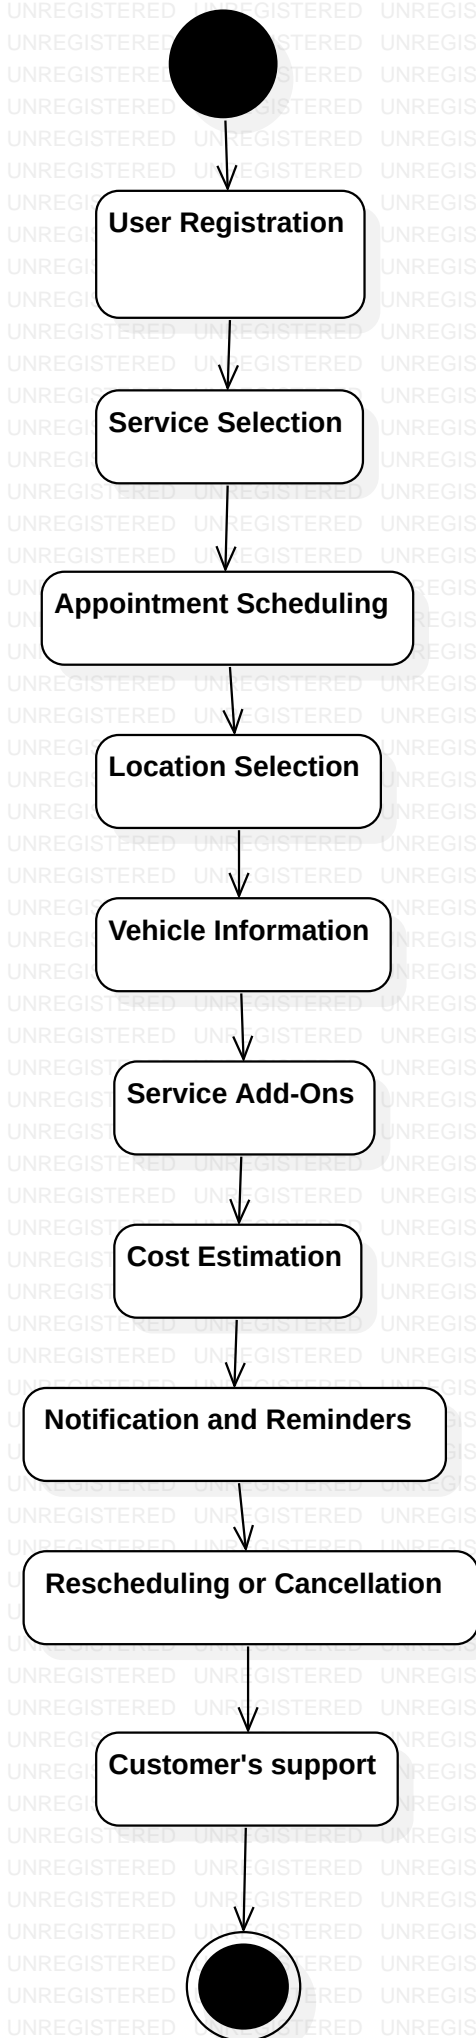 User Registration
Service Selection
Appointment Scheduling
Location Selection
Vehicle Information
Service Add-Ons
Cost Estimation
Notification and Reminders
Rescheduling or Cancellation
Customer's support